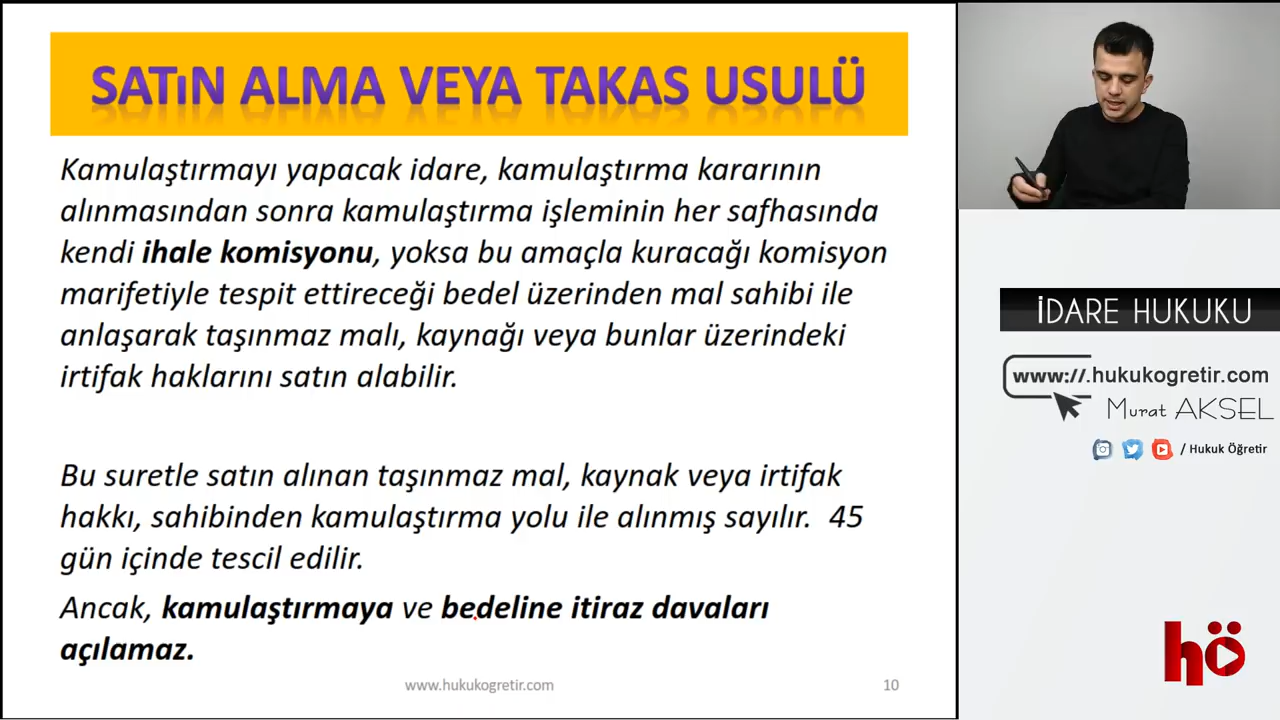 SATıN ALMA VEYA TAKAS USULÜ
Kamulaştırmayı yapacak idare, kamulaştırma kararının
alınmasından sonra kamulaştırma işleminin her safhasında
kendi ihale komisyonu, yoksa bu amaçla kuracağı komisyon
marifetiyle tespit ettireceği bedel üzerinden mal sahibi ile
anlaşarak taşınmaz malı, kaynağı veya bunlar üzerindeki
irtifak haklarını satın alabilir.
Bu suretle satın alınan taşınmaz mal, kaynak veya irtifak
hakkı, sahibinden kamulaştırma yolu ile alınmış sayılır. 45
gün içinde tescil edilir.
Ancak, kamulaştırmaya ve bedeline itiraz davaları
açılamaz.
www.hukukogretir.com
10
İDARE HUKUKU
www://.hukukogretir.com
Murat AKSEL
/ Hukuk Öğretir
hö